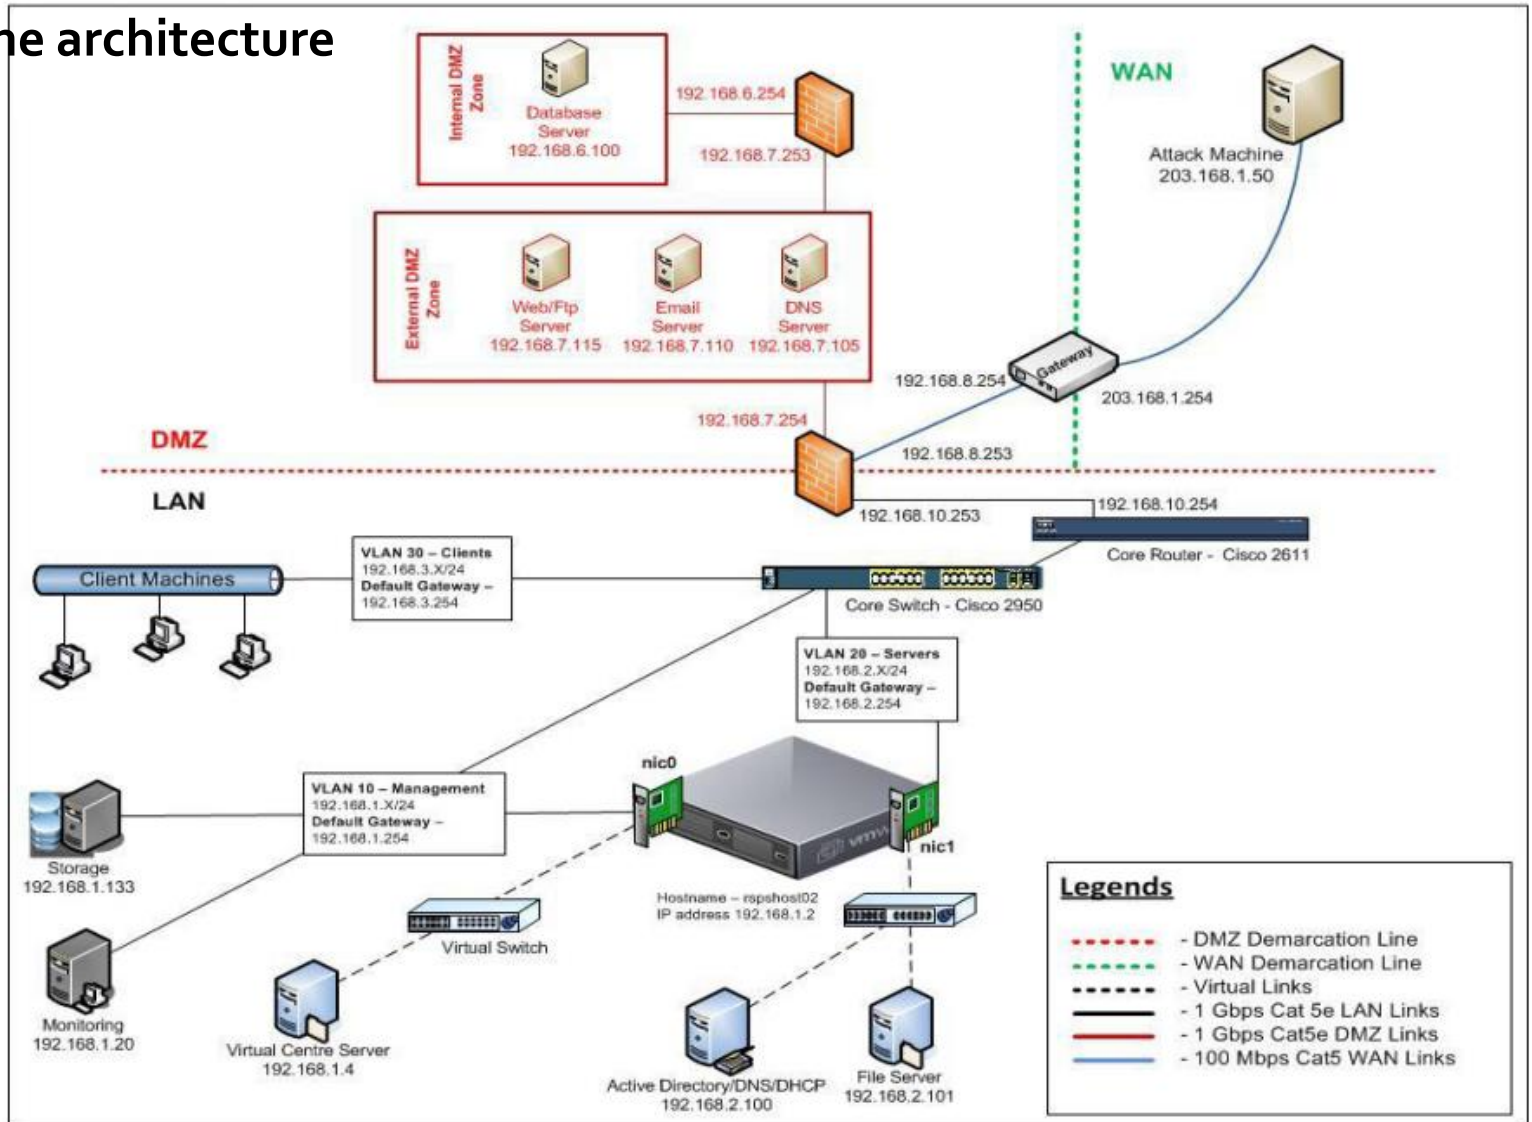 ne architecture
Internal DMZ
Zone
Database
Server
192.168.6.100
192.168.6.254
192.168.7.253
WAN
Attack Machine
203.168.1.50
External DMZ
Zone
Web/Ftp
Server
192.168.7.115
Email
Server
192.168.7.110
DNS
Server
192.168.7.105
Gateway
192.168.8.254
203.168.1.254
192.168.7.254
192.168.8.253
DMZ
LAN
192.168.10.253
192.168.10.254
Core Router - Cisco 2611
Client Machines
VLAN 30 – Clients
192.168.3.X/24
Default Gateway –
192.168.3.254
Core Switch - Cisco 2950
VLAN 20 – Servers
192.168.2.X/24
Default Gateway –
192.168.2.254
VLAN 10 – Management
192.168.1.X/24
Default Gateway –
192.168.1.254
nic0
vmw
nic1
Storage
192.168.1.133
Hostname – rspshost02
IP address 192.168.1.2
Virtual Switch
Monitoring
192.168.1.20
Virtual Centre Server
192.168.1.4
Active Directory/DNS/DHCP
192.168.2.100
File Server
192.168.2.101
Legends
- DMZ Demarcation Line
- WAN Demarcation Line
- Virtual Links
- 1 Gbps Cat 5e LAN Links
- 1 Gbps Cat5e DMZ Links
- 100 Mbps Cat5 WAN Links